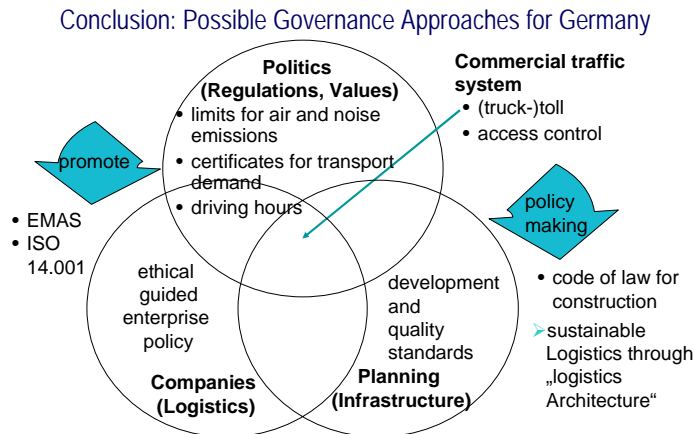 Conclusion: Possible Governance Approaches for Germany
Politics
(Regulations, Values)
• limits for air and noise
emissions
• certificates for transport
demand
• driving hours
Commercial traffic
system
• (truck-)toll
• access control
promote
• EMAS
• ISO
14.001
policy
making
• code of law for
construction
➢sustainable
Logistics through
„logistics
Architecture“
ethical
guided
enterprise
policy
Companies
(Logistics)
development
and
quality
standards
Planning
(Infrastructure)